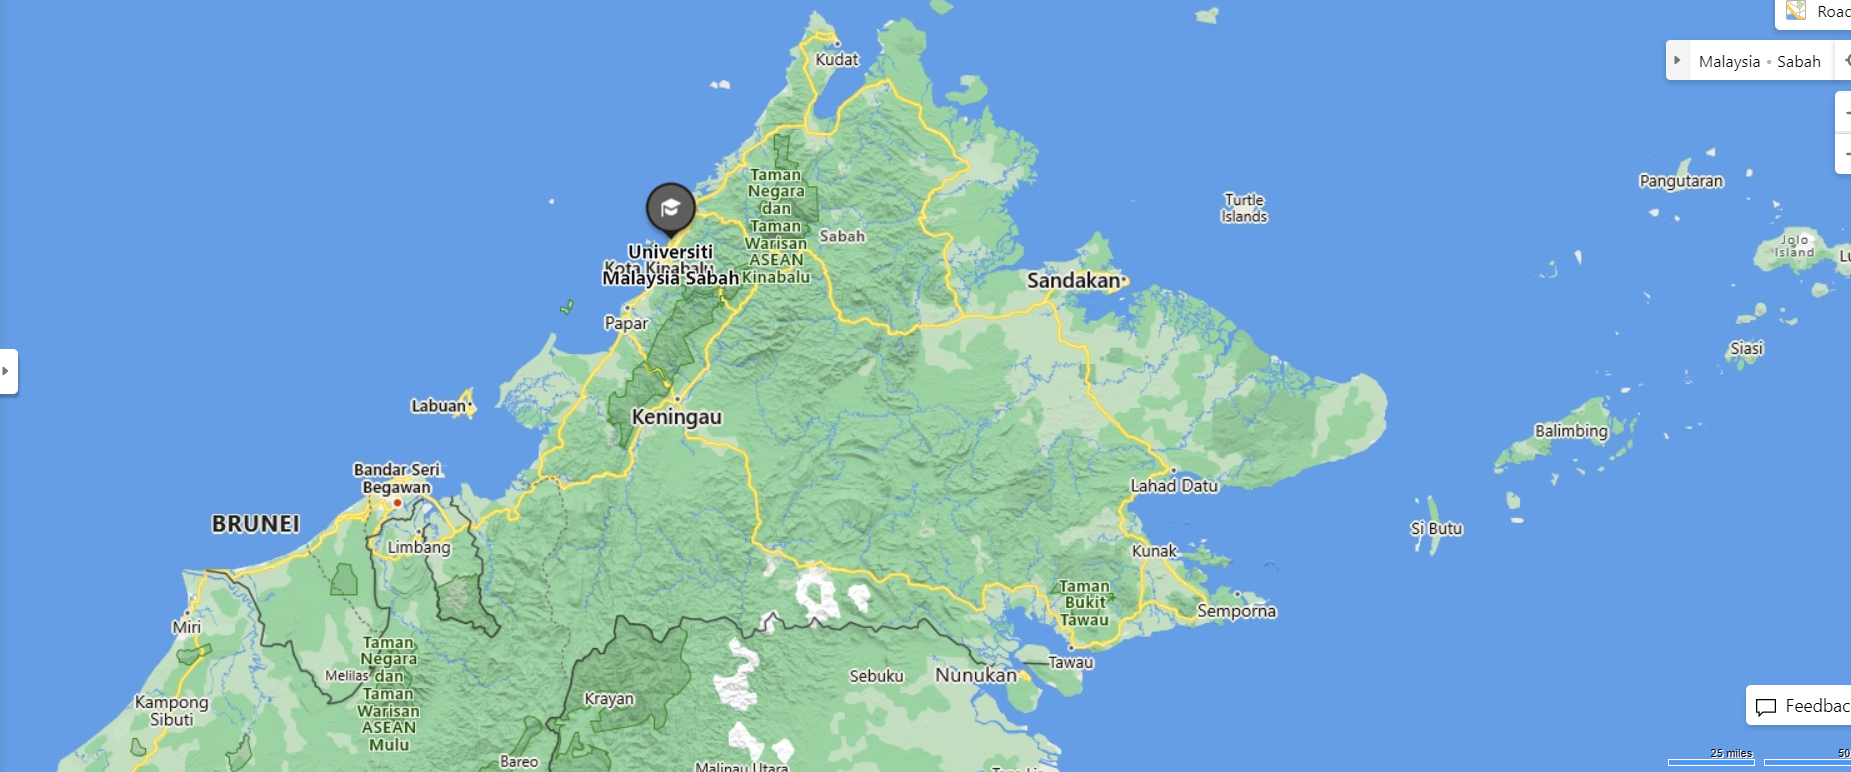 Kudat
Malaysia • Sabah
Taman
Negara
dan
Taman
Warisan
ASEAN
Kinabalu
Sabah
Turtle
Islands
Pangutaran
Jolo
Island
Universiti
Malaysia Sabah
Kota Kinabalu
Sandakan
Papar
Siasi
Labuan
Keningau
Balimbing
Bandar Seri
Begawan
Lahad Datu
BRUNEI
Si Butu
Limbang
Kunak
Taman
Bukit
Tawau
Semporna
Miri
Taman
Negara
dan
Taman
Warisan
ASEAN
Mulu
Melilas
Tawau
Sebuku
Nunukan
Krayan
Kampong
Sibuti
Feedbac
25 miles
50
Bareo
Malinau Utara
Road